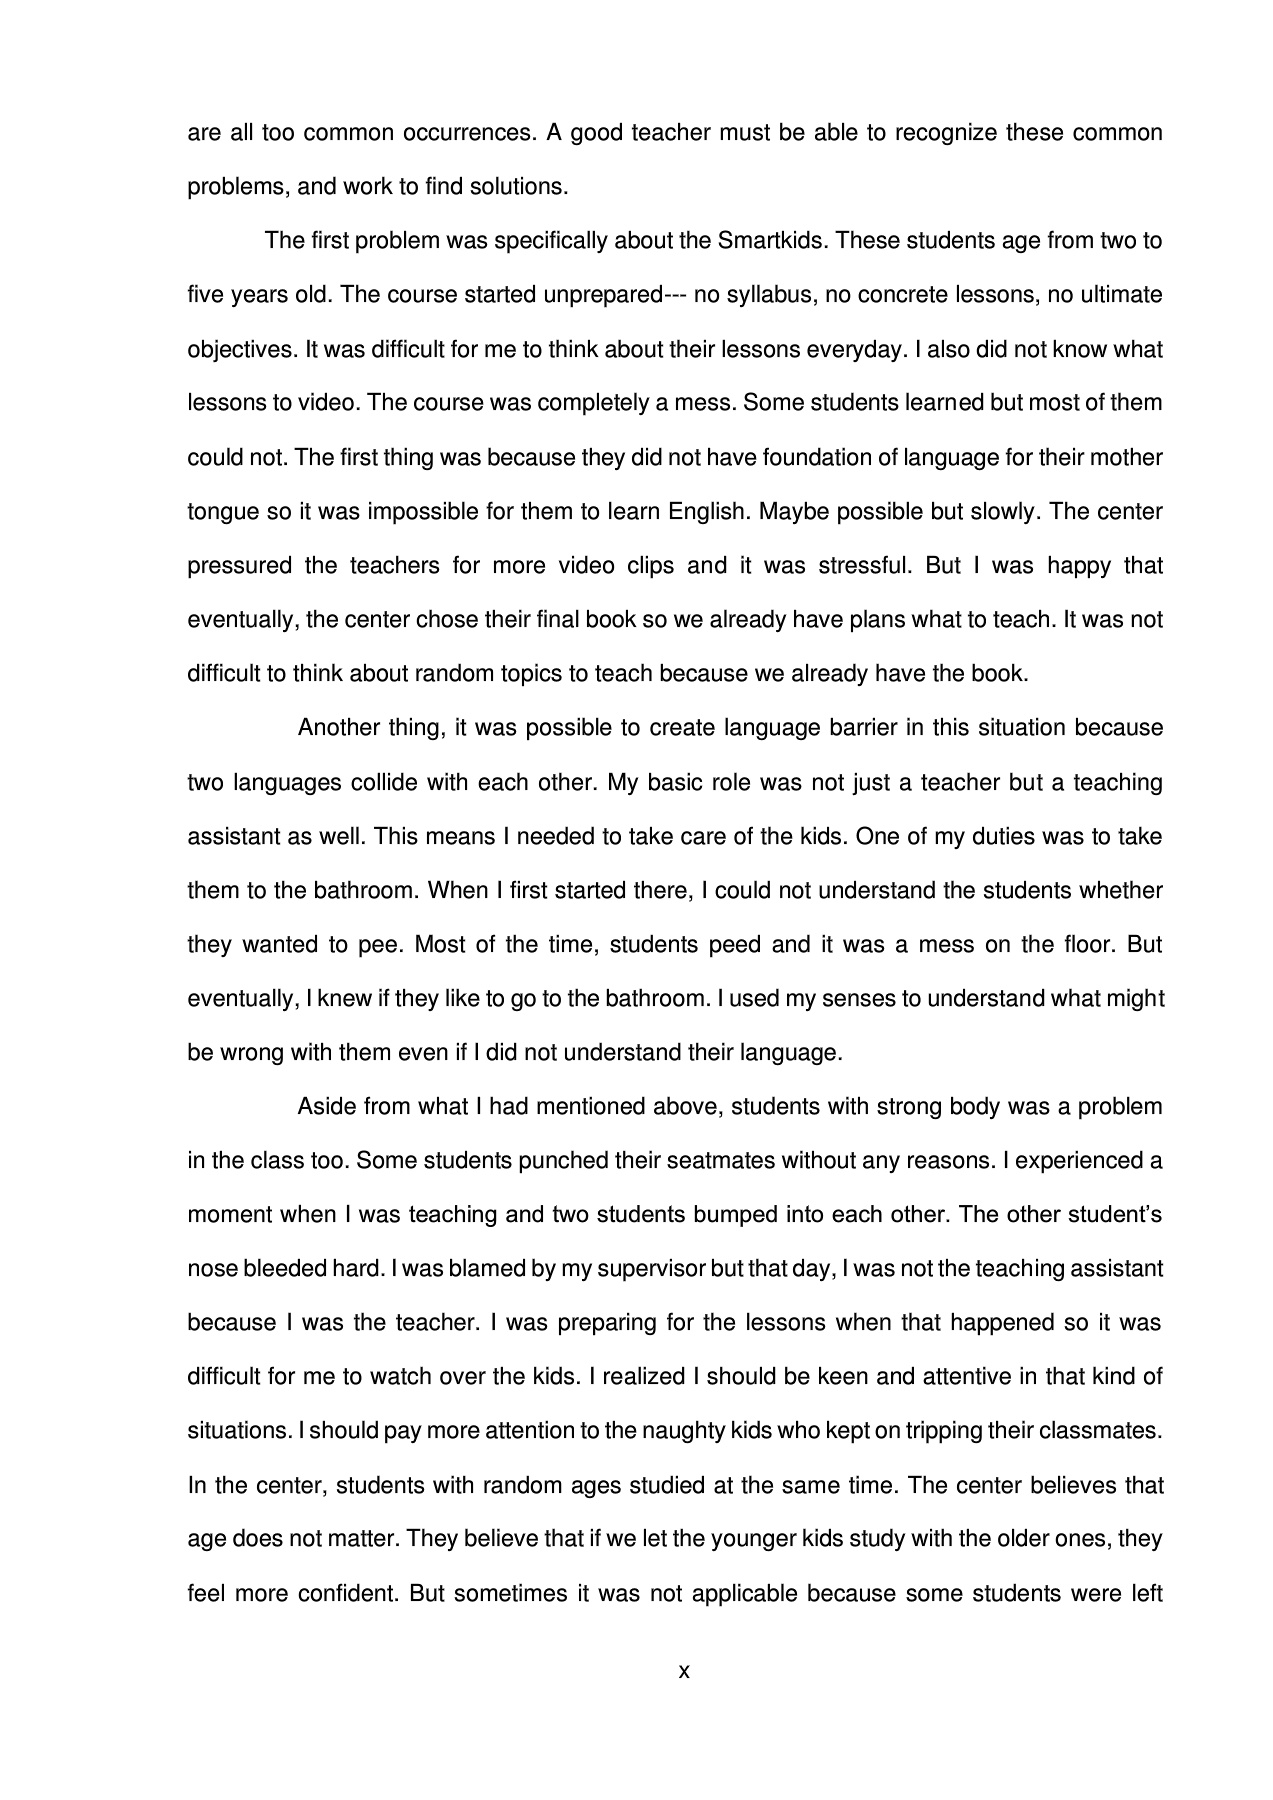 are all too common occurrences. A good teacher must be able to recognize these common
problems, and work to find solutions.
The first problem was specifically about the Smartkids. These students age from two to
five years old. The course started unprepared--- no syllabus, no concrete lessons, no ultimate
objectives. It was difficult for me to think about their lessons everyday. I also did not know what
lessons to video. The course was completely a mess. Some students learned but most of them
could not. The first thing was because they did not have foundation of language for their mother
tongue so it was impossible for them to learn English. Maybe possible but slowly. The center
pressured the teachers for more video clips and it was stressful. But I was happy that
eventually, the center chose their final book so we already have plans what to teach. It was not
difficult to think about random topics to teach because we already have the book.
Another thing, it was possible to create language barrier in this situation because
two languages collide with each other. My basic role was not just a teacher but a teaching
assistant as well. This means I needed to take care of the kids. One of my duties was to take
them to the bathroom. When I first started there, I could not understand the students whether
they wanted to pee. Most of the time, students peed and it was a mess on the floor. But
eventually, I knew if they like to go to the bathroom. I used my senses to understand what might
be wrong with them even if I did not understand their language.
Aside from what I had mentioned above, students with strong body was a problem
in the class too. Some students punched their seatmates without any reasons. I experienced a
moment when I was teaching and two students bumped into each other. The other student’s
nose bleeded hard. I was blamed by my supervisor but that day, I was not the teaching assistant
because I was the teacher. I was preparing for the lessons when that happened so it was
difficult for me to watch over the kids. I realized I should be keen and attentive in that kind of
situations. I should pay more attention to the naughty kids who kept on tripping their classmates.
In the center, students with random ages studied at the same time. The center believes that
age does not matter. They believe that if we let the younger kids study with the older ones, they
feel more confident. But sometimes it was not applicable because some students were left
x